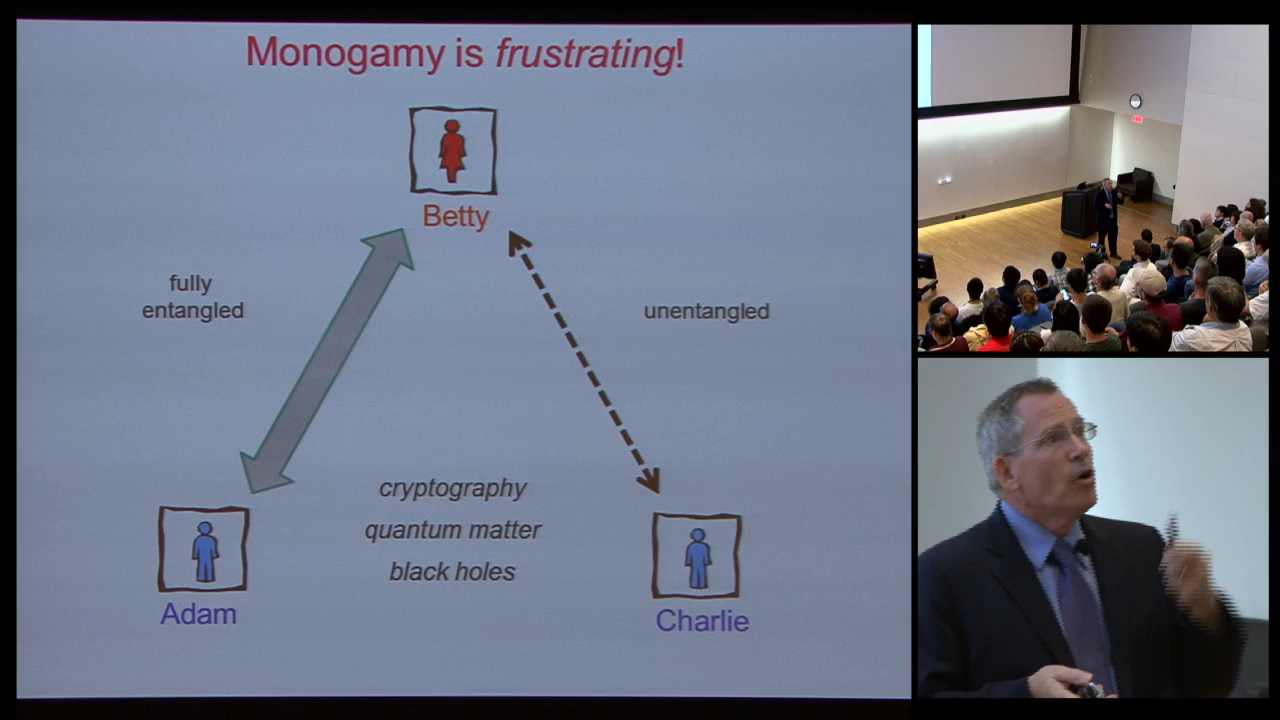 Monogamy is frustrating!
Betty
fully
entangled
unentangled
cryptography
quantum matter
black holes
Adam
Charlie